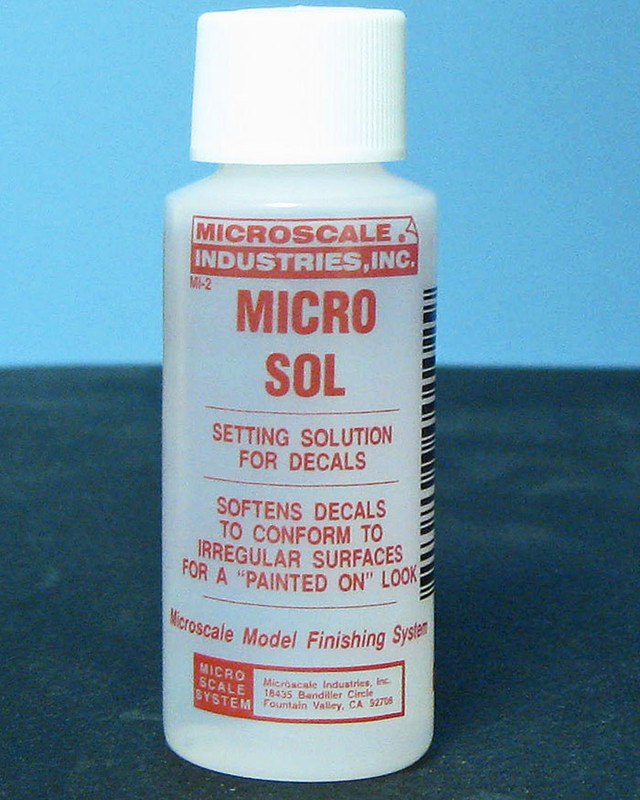 MICROSCALE
INDUSTRIES, INC.
MI-2
MICRO
SOL
SETTING SOLUTION
FOR DECALS
SOFTENS DECALS
TO CONFORM TO
IRREGULAR SURFACES
FOR A "PAINTED ON" LOOK
Microscale Model Finishing System
MICRO
SCALE
SYSTEM
Microscale Industries, Inc.
18435 Bandilier Circle
Fountain Valley, CA 92708